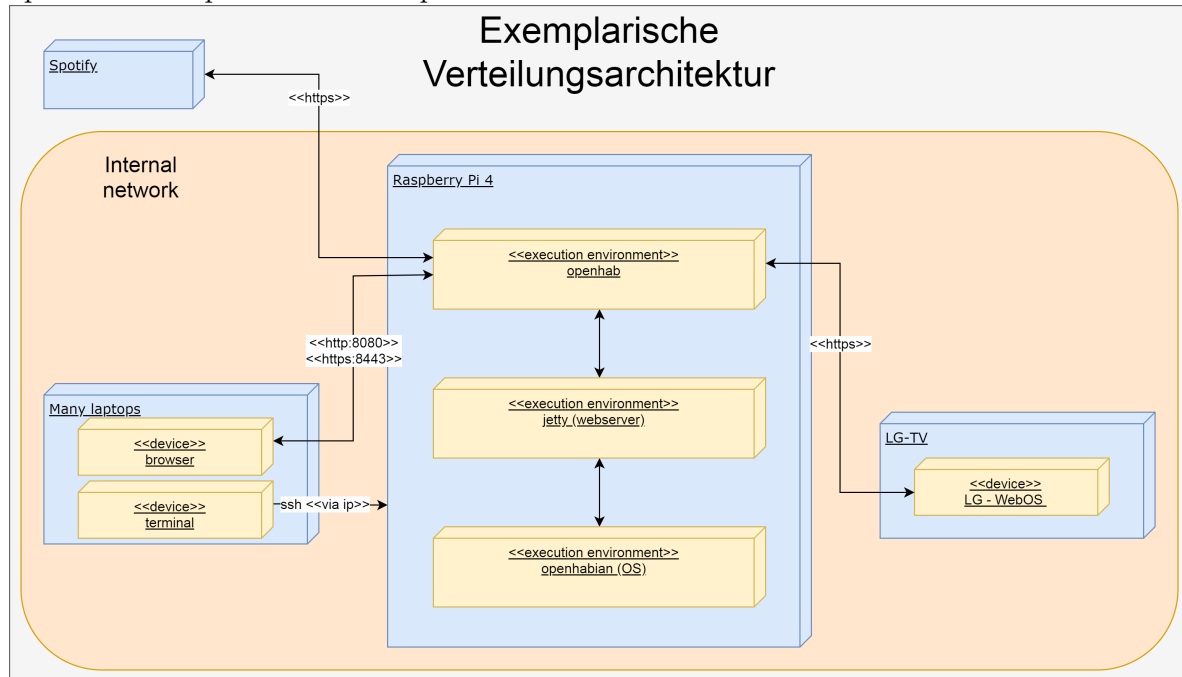 Exemplarische
Verteilungsarchitektur
Spotify
<<https>>
Internal
network
Raspberry Pi 4
<<execution environment>>
openhab
<<http:8080>>
<<https:8443>>
<<https>>
<<execution environment>>
jetty (webserver)
Many laptops
<<device>>
browser
<<device>>
terminal
ssh <<via ip>>
LG-TV
<<device>>
LG - WebOS
<<execution environment>>
openhabian (OS)